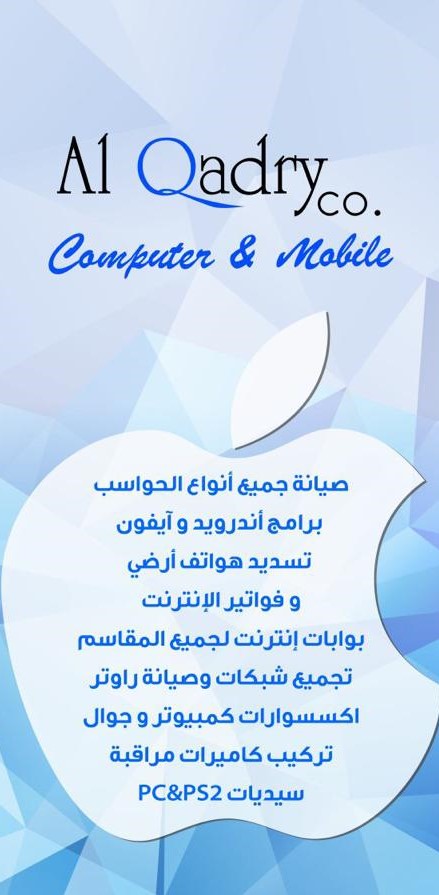 Al Qadry co.
Computer & Mobile
صيانة جميع أنواع الحواسب
برامج أندرويد و آيفون
تسديد هواتف أرضي
و فواتير الإنترنت
بوابات إنترنت لجميع المقاسم
تجميع شبكات وصيانة راوتر
اكسسوارات كمبيوتر و جوال
تركيب كاميرات مراقبة
سيديات PC&PS2